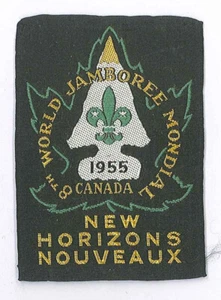 8TH WORLD JAMBOREE MONDIAL
1955
CANADA
NEW
HORIZONS
NOUVEAUX